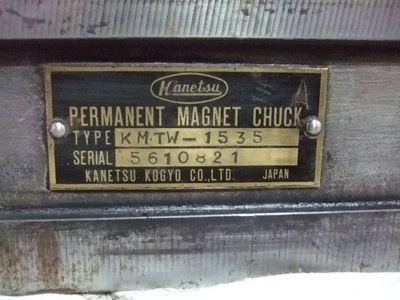 Kanetsu
PERMANENT MAGNET CHUCK
TYPE KM·TW-1535
SERIAL 5610821
KANETSU KOGYO CO.,LTD. JAPAN